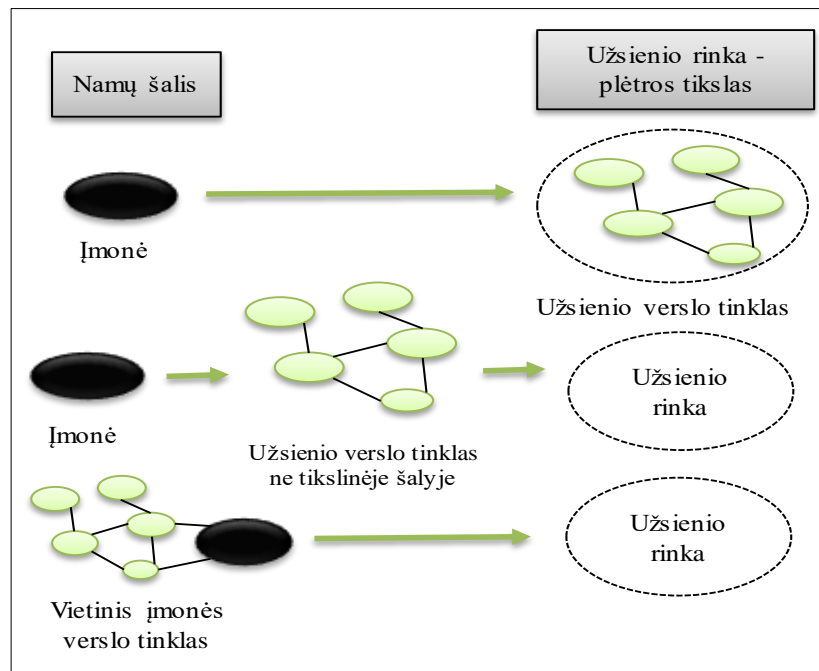 Namų šalis
Užsienio rinka -
plėtros tikslas
Įmonė
Užsienio verslo tinklas
Įmonė
Užsienio verslo tinklas
ne tikslinėje šalyje
Užsienio
rinka
Vietinis įmonės
verslo tinklas
Užsienio
rinka